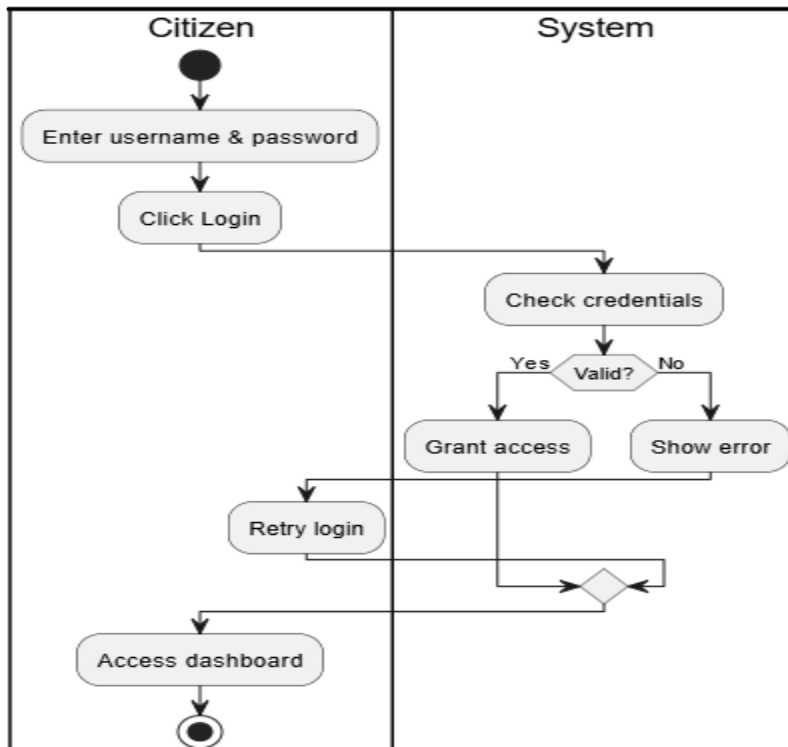 Citizen
System
Enter username & password
Click Login
Check credentials
Yes
Valid?
No
Grant access
Show error
Retry login
Access dashboard